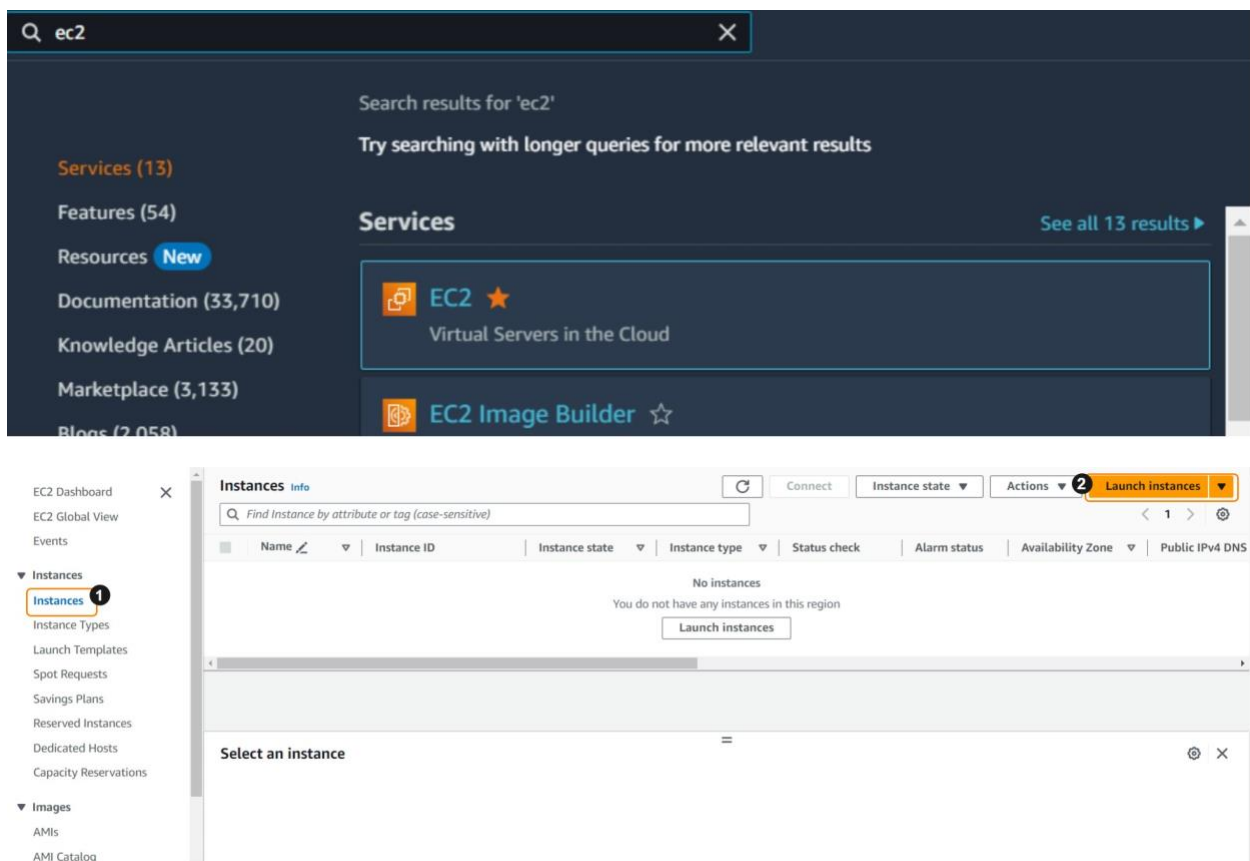 ec2
Search results for 'ec2'
Try searching with longer queries for more relevant results
Services (13)
Features (54)
Resources New
Documentation (33,710)
Knowledge Articles (20)
Marketplace (3,133)
Blogs (2,058)
Services
See all 13 results
EC2
Virtual Servers in the Cloud
EC2 Image Builder
EC2 Dashboard
EC2 Global View
Events
Instances
Instances 1
Instance Types
Launch Templates
Spot Requests
Savings Plans
Reserved Instances
Dedicated Hosts
Capacity Reservations
Images
AMIs
AMI Catalog
Instances Info
Connect
Instance state
Actions
2
Launch instances
Find Instance by attribute or tag (case-sensitive)
1
Name
Instance ID
Instance state
Instance type
Status check
Alarm status
Availability Zone
Public IPv4 DNS
No instances
You do not have any instances in this region
Launch instances
Select an instance